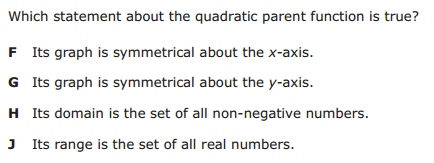 Which statement about the quadratic parent function is true?
F Its graph is symmetrical about the x-axis.
G Its graph is symmetrical about the y-axis.
H Its domain is the set of all non-negative numbers.
J Its range is the set of all real numbers.